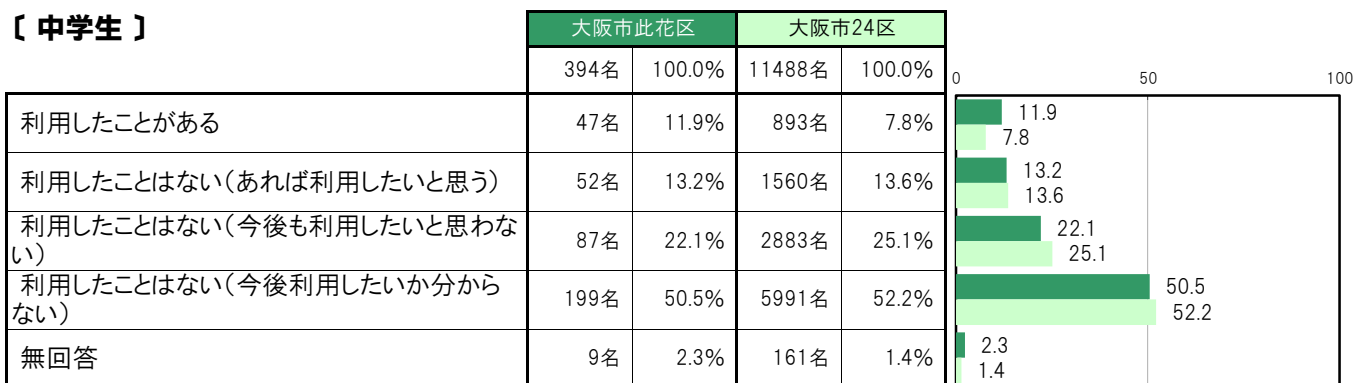 〔 中学生 〕
大阪市此花区 大阪市24区
394名 100.0% 11488名 100.0%
0 50 100
利用したことがある 47名 11.9% 893名 7.8%
11.9
7.8
利用したことはない(あれば利用したいと思う) 52名 13.2% 1560名 13.6%
13.2
13.6
利用したことはない(今後も利用したいと思わな
い) 87名 22.1% 2883名 25.1%
22.1
25.1
利用したことはない(今後利用したいか分から
ない) 199名 50.5% 5991名 52.2%
50.5
52.2
無回答 9名 2.3% 161名 1.4%
2.3
1.4